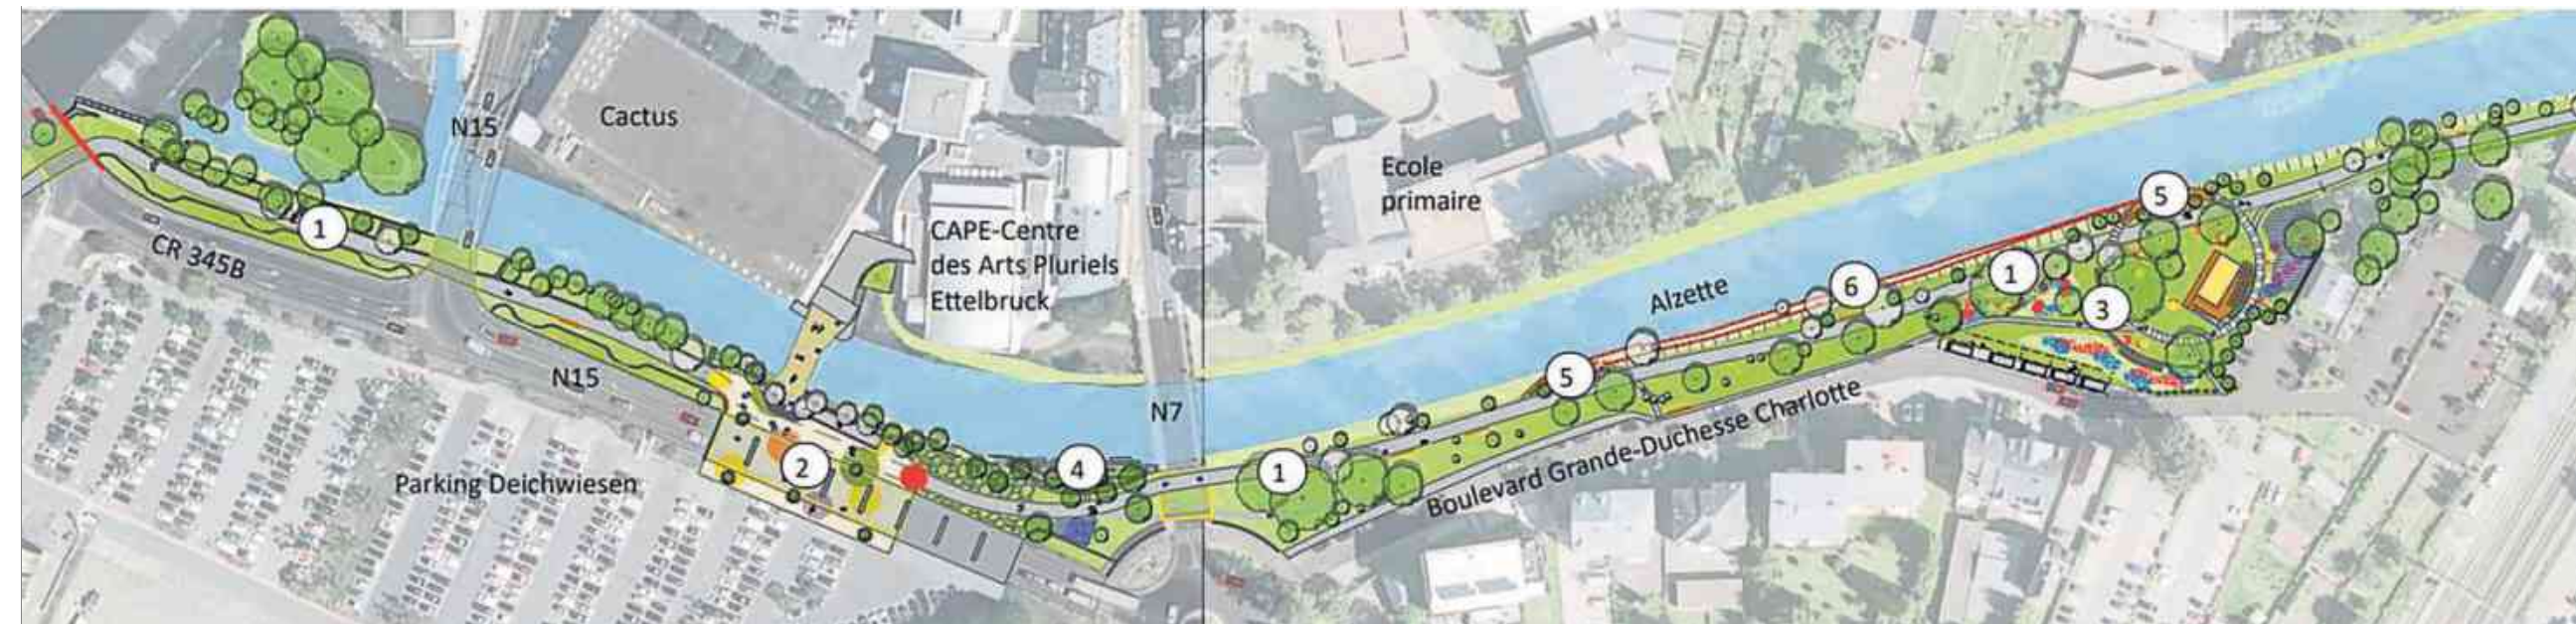 N15
Cactus
CAPE-Centre
des Arts Pluriels
Ettelbruck
Ecole
primaire
1
CR 345B
N15
Parking Deichwiesen
2
4
N7
1
5
Alzette
6
1
5
3
Boulevard Grande-Duchesse Charlotte